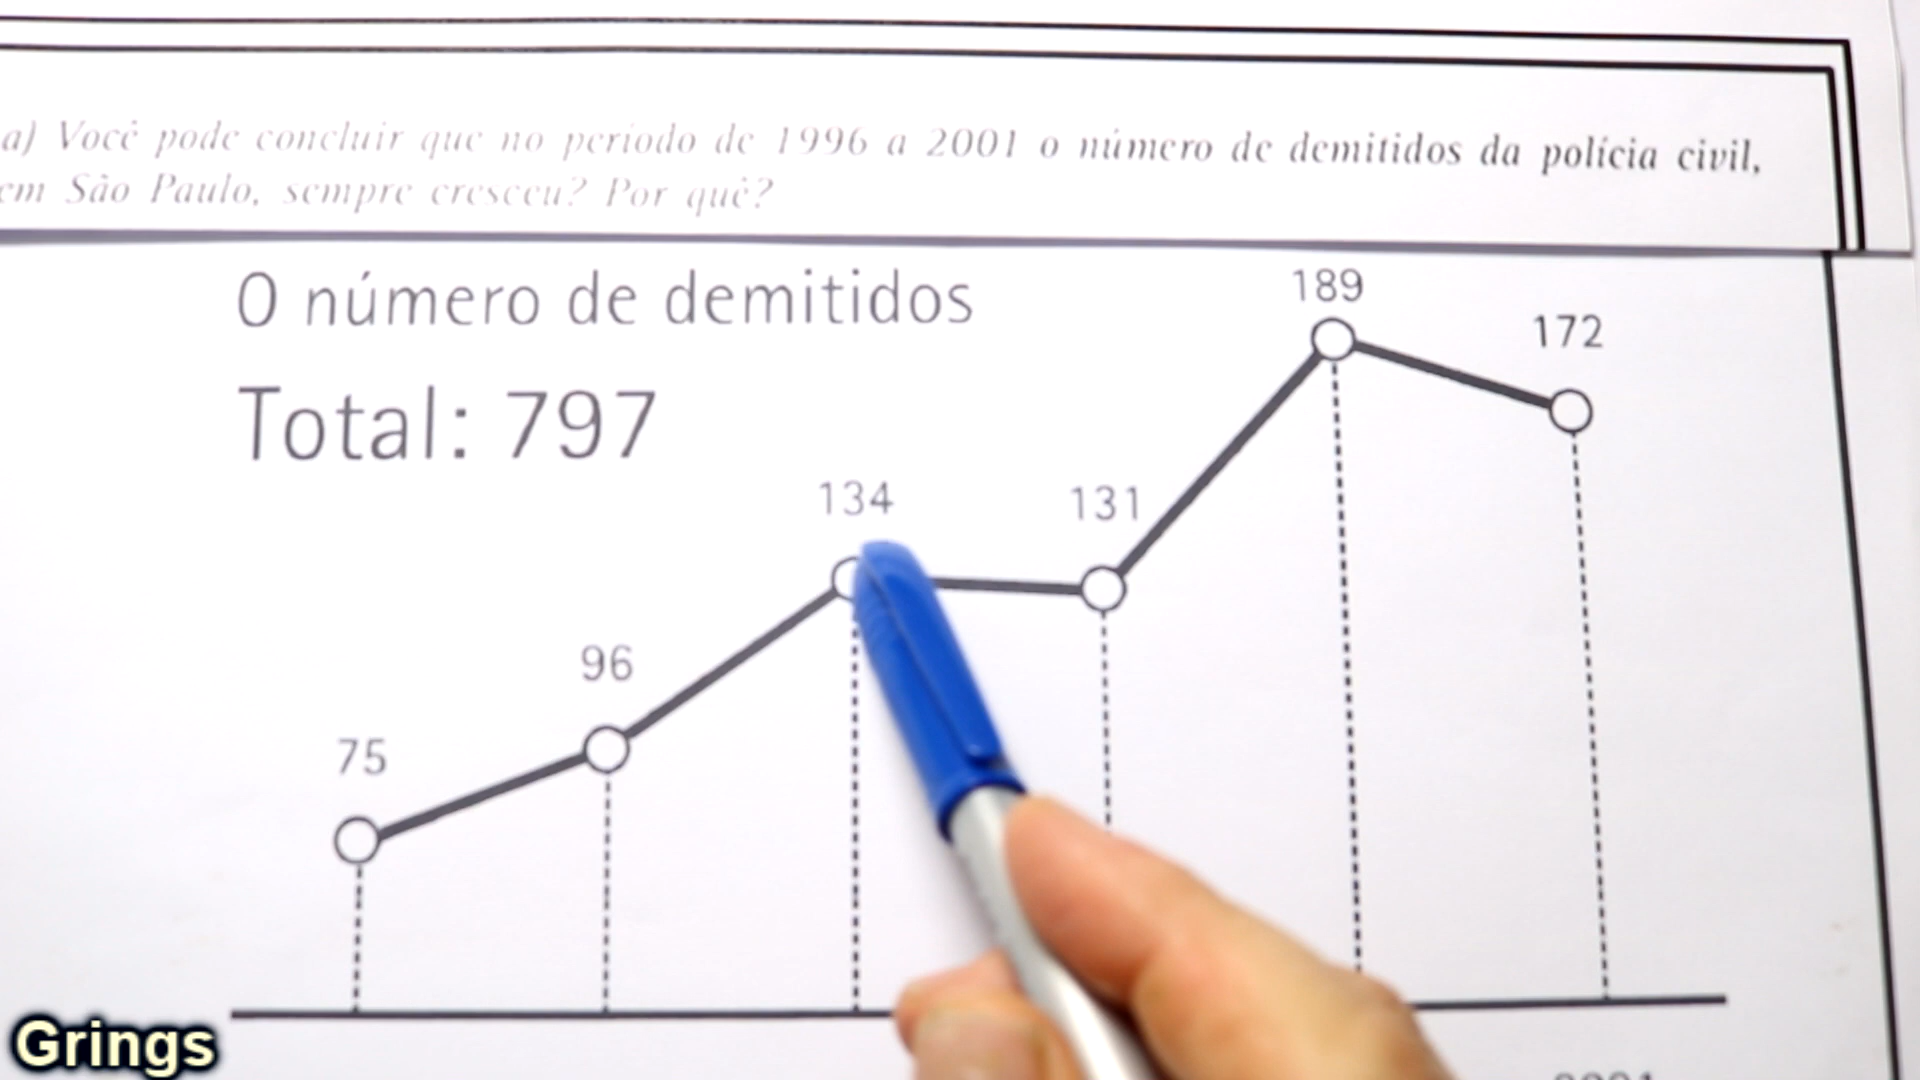 a) Você pode concluir que no período de 1996 a 2001 o número de demitidos da polícia civil,
em São Paulo, sempre cresceu? Por quê?
O número de demitidos
Total: 797
189
172
134
131
96
75
Grings